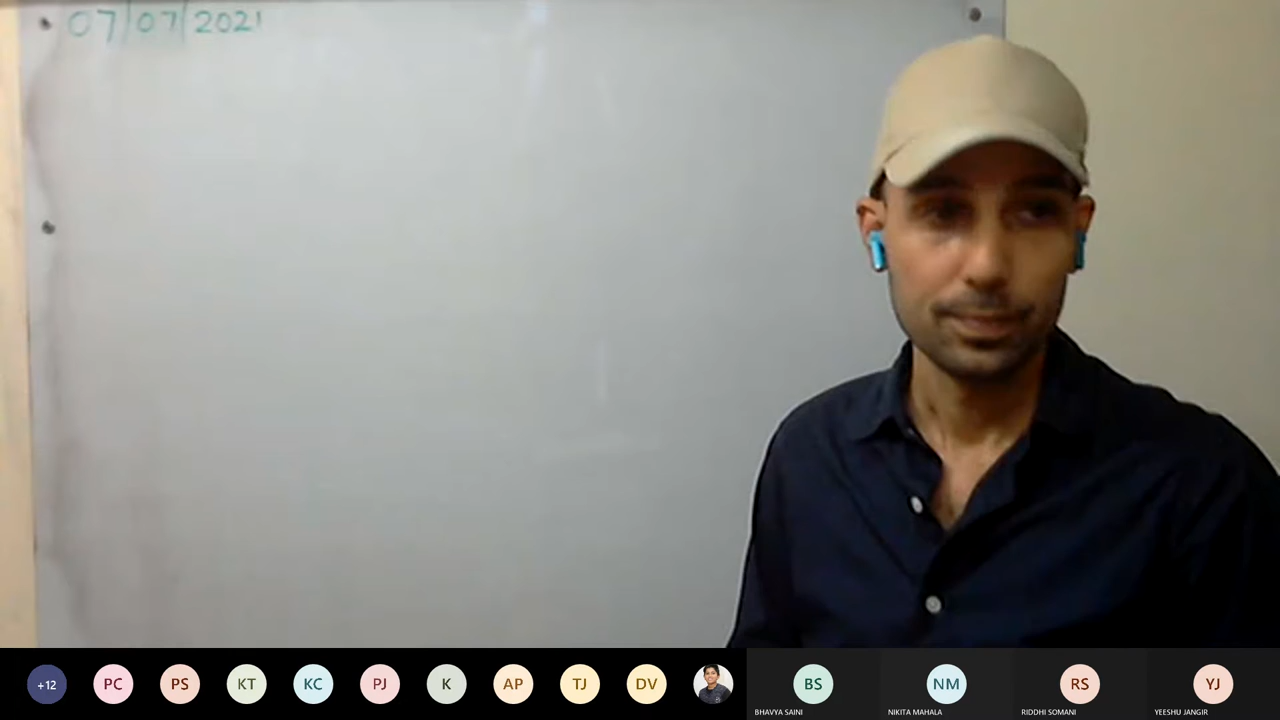 07/07/2021
+12
PC
PS
KT
KC
PJ
K
AP
TJ
DV
BS
NM
RS
YJ
BHAVYA SAINI
NIKITA MAHALA
RIDDHI SOMANI
YEESHU JANGIR